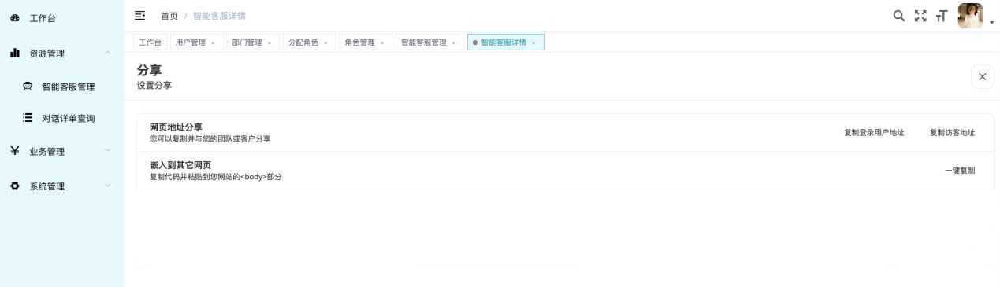 工作台
资源管理
智能客服管理
对话详单查询
业务管理
系统管理
首页 / 智能客服详情
工作台 用户管理 × 部门管理 × 分配角色 × 角色管理 × 智能客服管理 × 智能客服详情 ×
分享
设置分享
网页地址分享
您可以复制并与您的团队或客户分享
复制登录用户地址 复制访客地址
嵌入到其它网页
复制代码并粘贴到您网站的<body>部分
一键复制